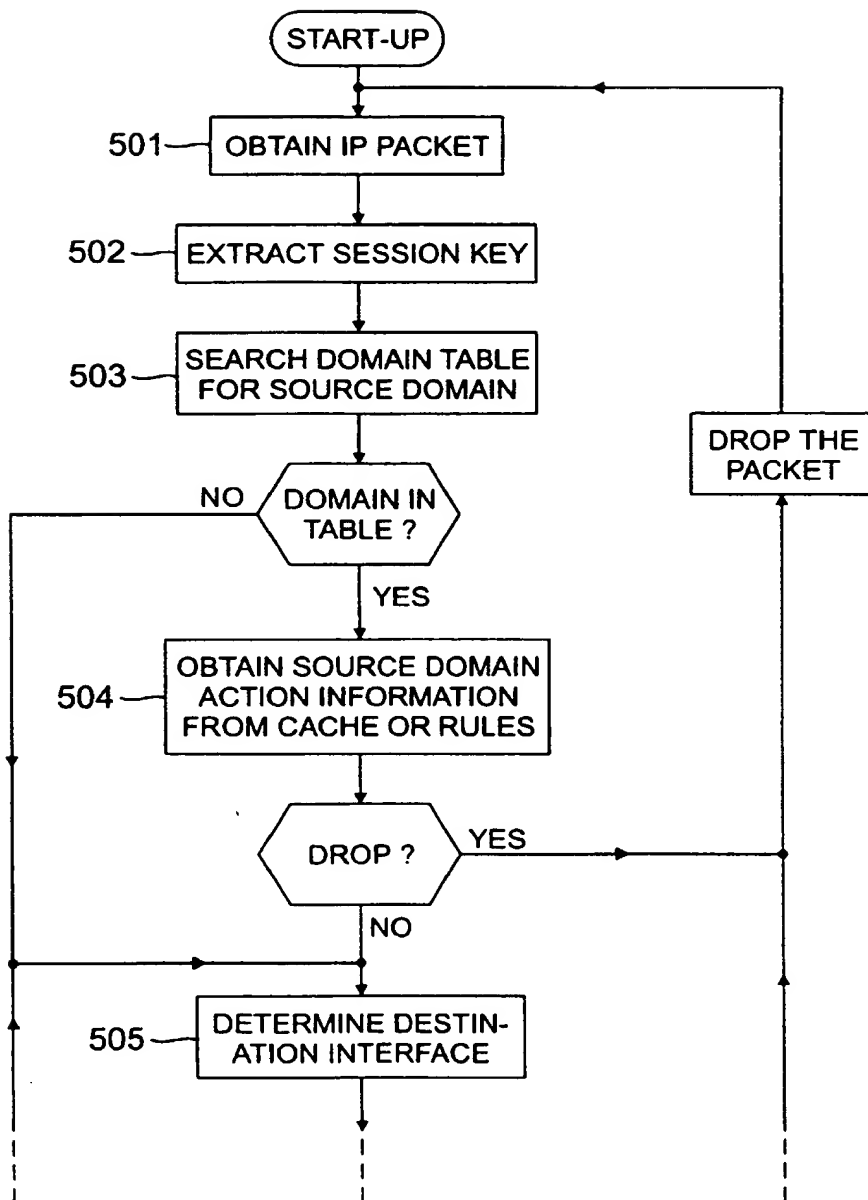 START-UP
501
OBTAIN IP PACKET
502
EXTRACT SESSION KEY
503
SEARCH DOMAIN TABLE
FOR SOURCE DOMAIN
DROP THE
PACKET
NO
DOMAIN IN
TABLE ?
YES
504
OBTAIN SOURCE DOMAIN
ACTION INFORMATION
FROM CACHE OR RULES
DROP ?
YES
NO
505
DETERMINE DESTIN-
ATION INTERFACE